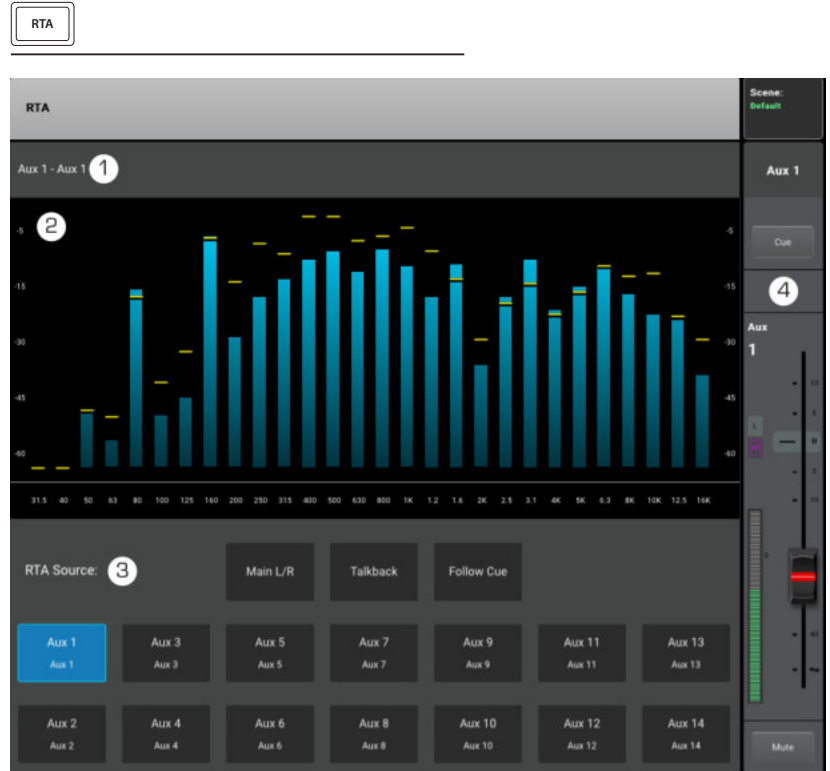 RTA
RTA
Scene:
Default
Aux 1 - Aux 1 1
Aux 1
2
-5 -5
Cue
-15 -15
4
Aux
1
-30 -30
10
-45 -45
5
L
U
-60 -60
5
31.5 40 50 63 80 100 125 160 200 250 315 400 500 630 800 1K 1.2 1.6 2K 2.5 3.1 4K 5K 6.3 8K 10K 12.5 16K
10
0
RTA Source: 3
Main L/R Talkback Follow Cue
Aux 1 Aux 3 Aux 5 Aux 7 Aux 9 Aux 11 Aux 13
Aux 1 Aux 3 Aux 5 Aux 7 Aux 9 Aux 11 Aux 13
Aux 2 Aux 4 Aux 6 Aux 8 Aux 10 Aux 12 Aux 14
Aux 2 Aux 4 Aux 6 Aux 8 Aux 10 Aux 12 Aux 14
Mute